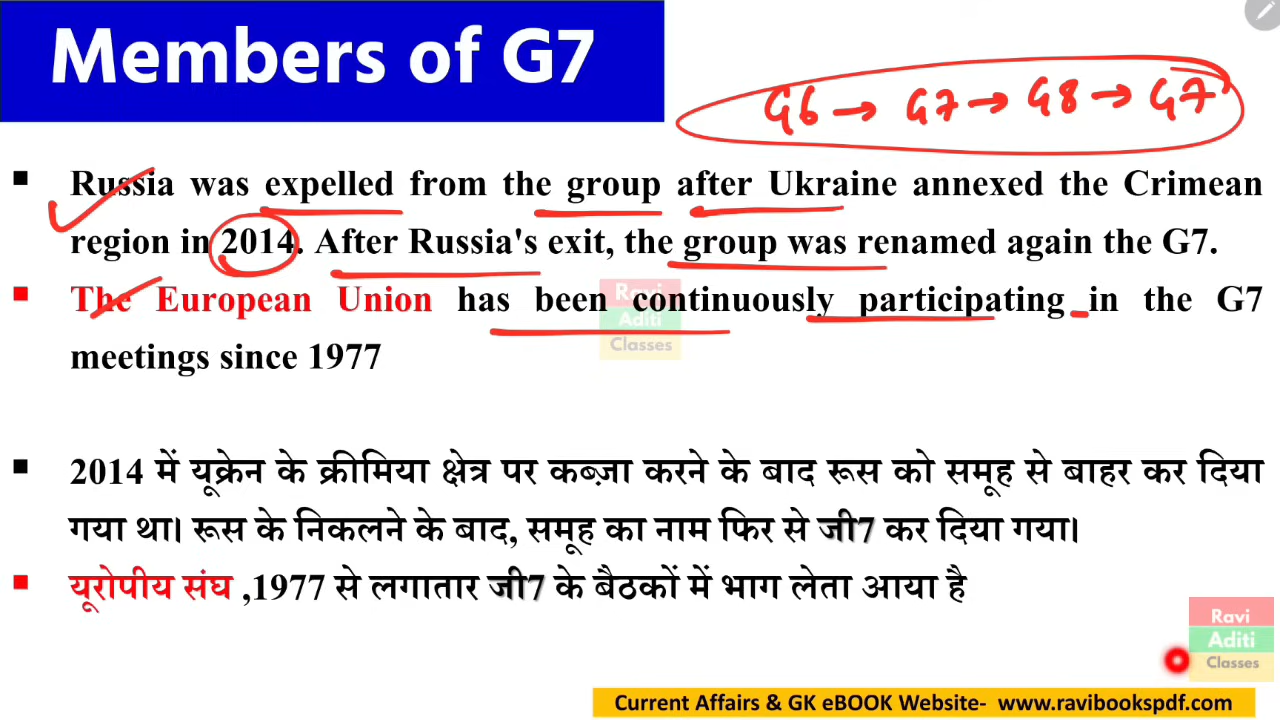 Members of G7
G6 → G7 → G8 → G7
▪ Russia was expelled from the group after Ukraine annexed the Crimean
region in 2014. After Russia's exit, the group was renamed again the G7.
▪ The European Union has been continuously participating in the G7
meetings since 1977
Ravi
Aditi
Classes
▪ 2014 में यूक्रेन के क्रीमिया क्षेत्र पर कब्ज़ा करने के बाद रूस को समूह से बाहर कर दिया
गया था। रूस के निकलने के बाद, समूह का नाम फिर से जी7 कर दिया गया।
▪ यूरोपीय संघ ,1977 से लगातार जी7 के बैठकों में भाग लेता आया है
Ravi
Aditi
Classes
Current Affairs & GK eBOOK Website- www.ravibookspdf.com